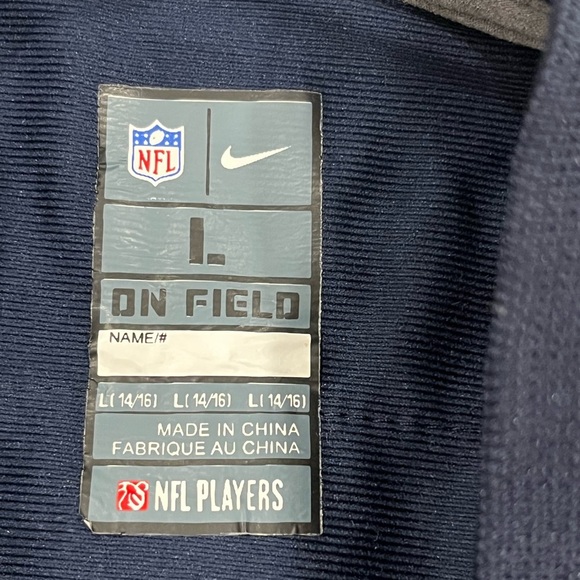 NFL
L
ON FIELD
NAME/#
L(14/16) L(14/16) L(14/16)
MADE IN CHINA
FABRIQUE AU CHINA
NFL PLAYERS